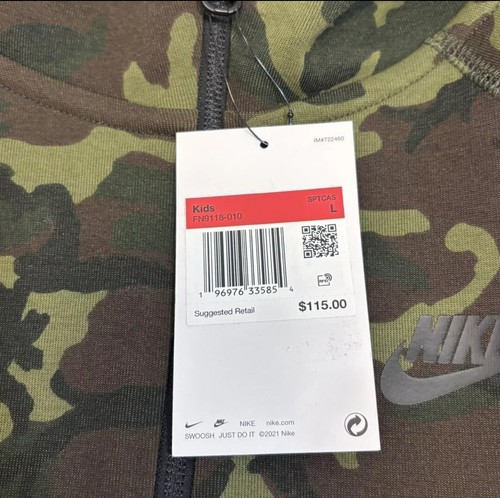 IM4722460
Kids SPTCAS
FN9118-010 L
1 96976 33585 4
RFID
Suggested Retail $115.00
NIKE nike.com
SWOOSH JUST DO IT ©2021 Nike
NIKE